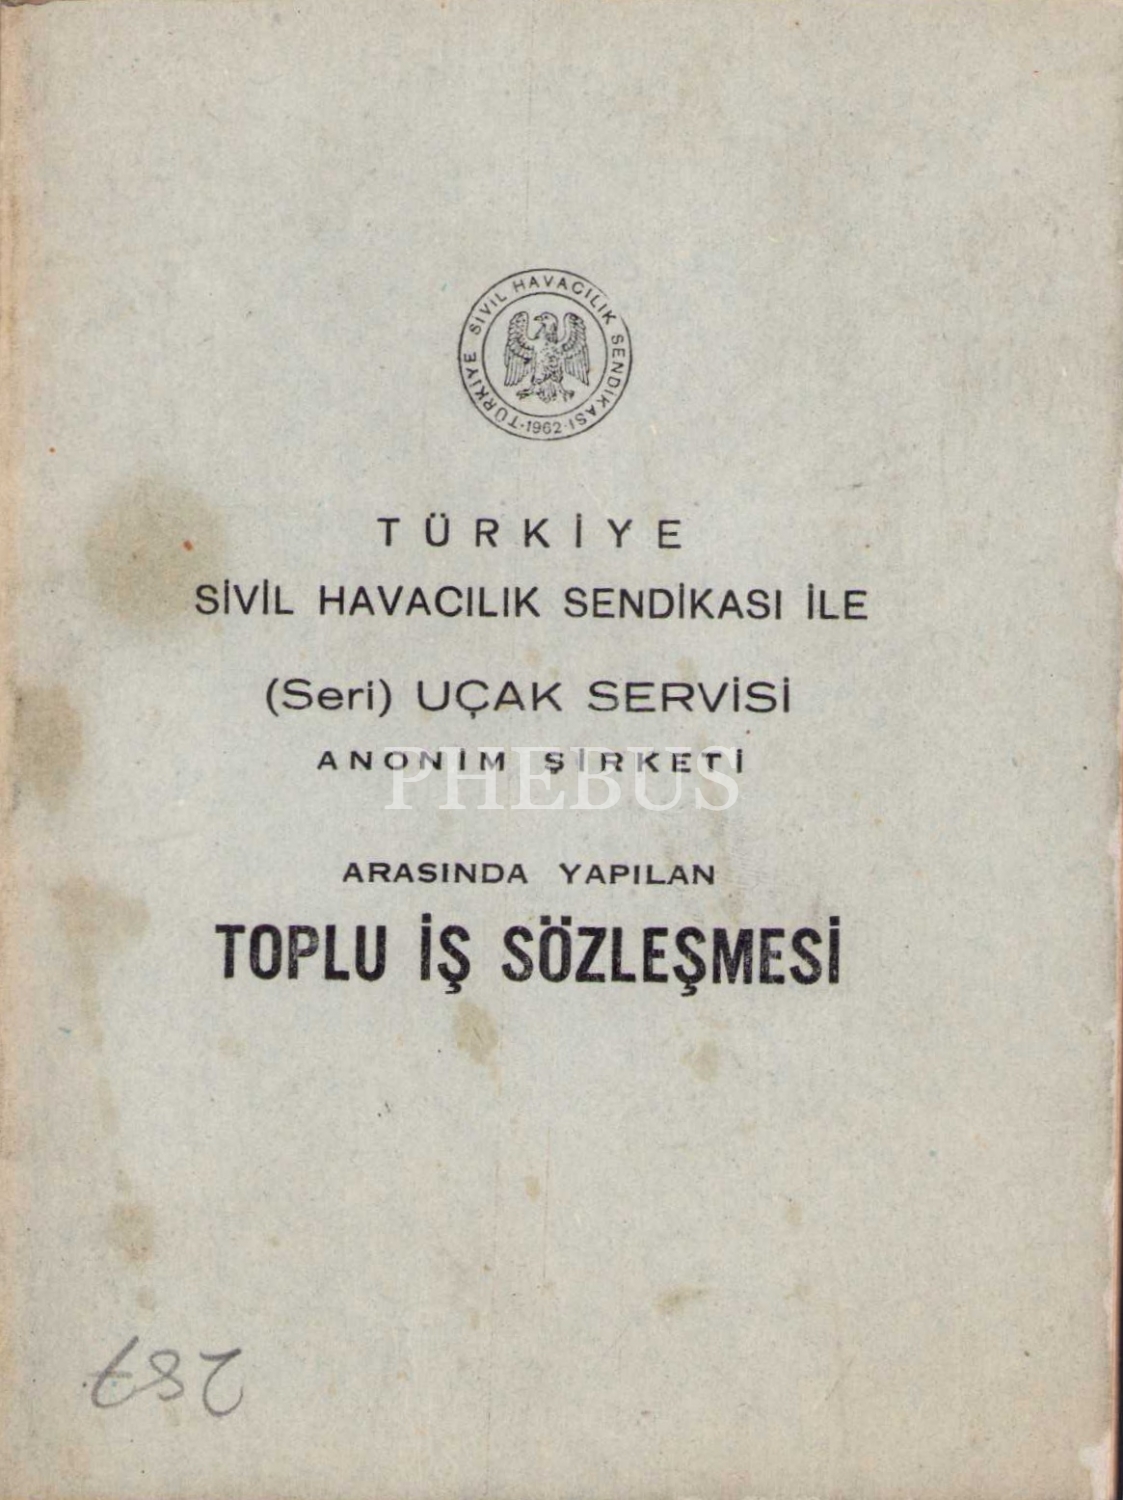 TÜRKİYE SİVİL HAVACILIK SENDİKASI
·1962·
TÜRKİYE
SİVİL HAVACILIK SENDİKASI İLE
(Seri) UÇAK SERVİSİ
ANONİM ŞİRKETİ
PHEBUS
ARASINDA YAPILAN
TOPLU İŞ SÖZLEŞMESİ
287